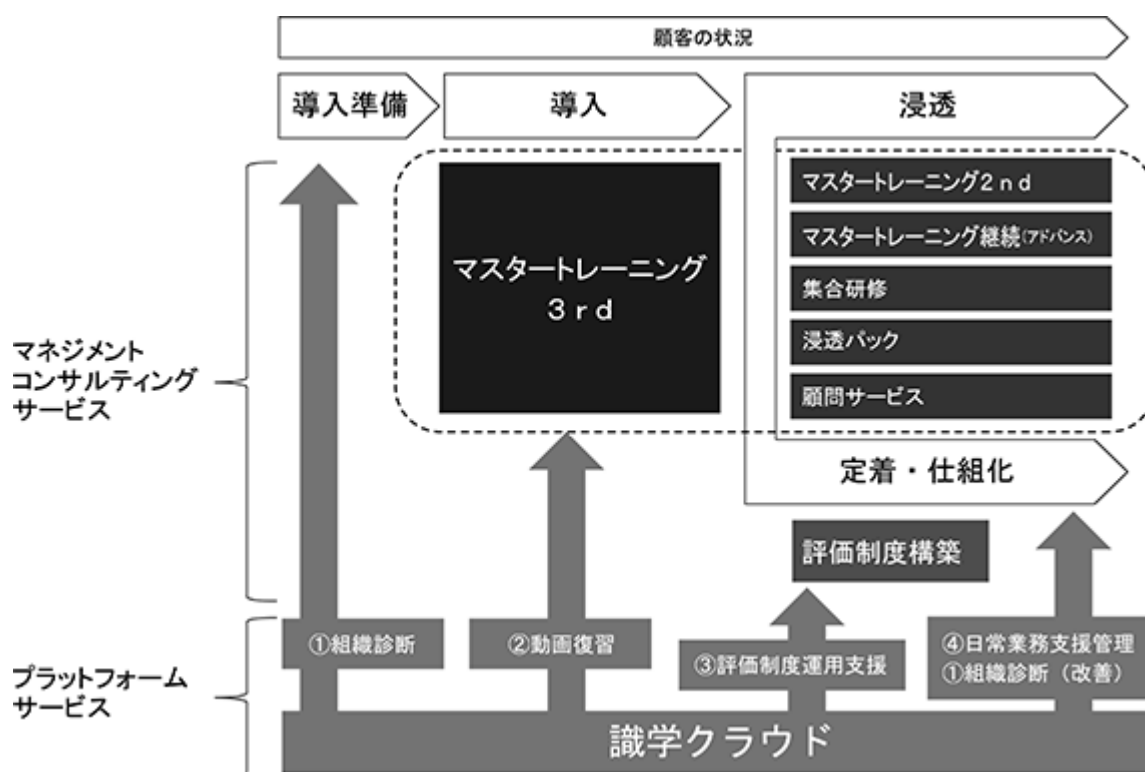 顧客の状況
導入準備
導入
浸透
マスタートレーニング
3rd
マスタートレーニング2nd
マスタートレーニング継続(アドバンス)
集合研修
浸透パック
顧問サービス
マネジメント
コンサルティング
サービス
定着・仕組化
評価制度構築
①組織診断
②動画復習
③評価制度運用支援
④日常業務支援管理
①組織診断（改善）
プラットフォーム
サービス
識学クラウド